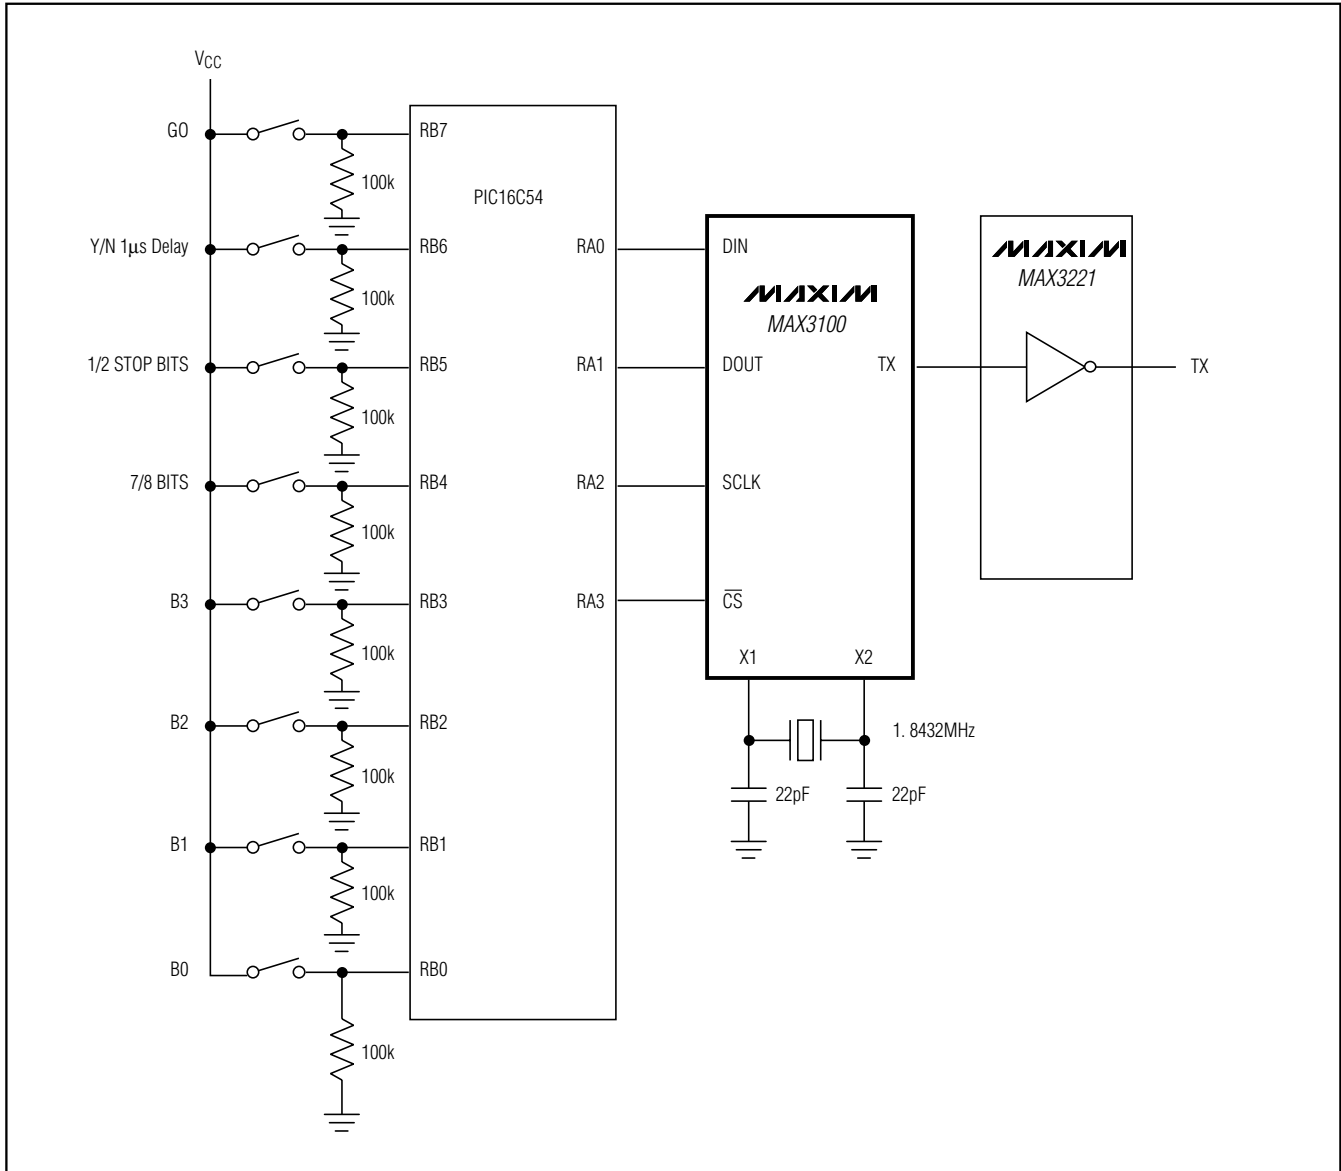 VCC
GO
RB7
100k
PIC16C54
Y/N 1µs Delay
RB6
RA0
DIN
100k
MAXIM
MAX3100
MAXIM
MAX3221
1/2 STOP BITS
RB5
RA1
DOUT
TX
TX
100k
7/8 BITS
RB4
RA2
SCLK
100k
B3
RB3
RA3
CS
100k
X1
X2
B2
RB2
1. 8432MHz
100k
22pF
22pF
B1
RB1
100k
B0
RB0
100k